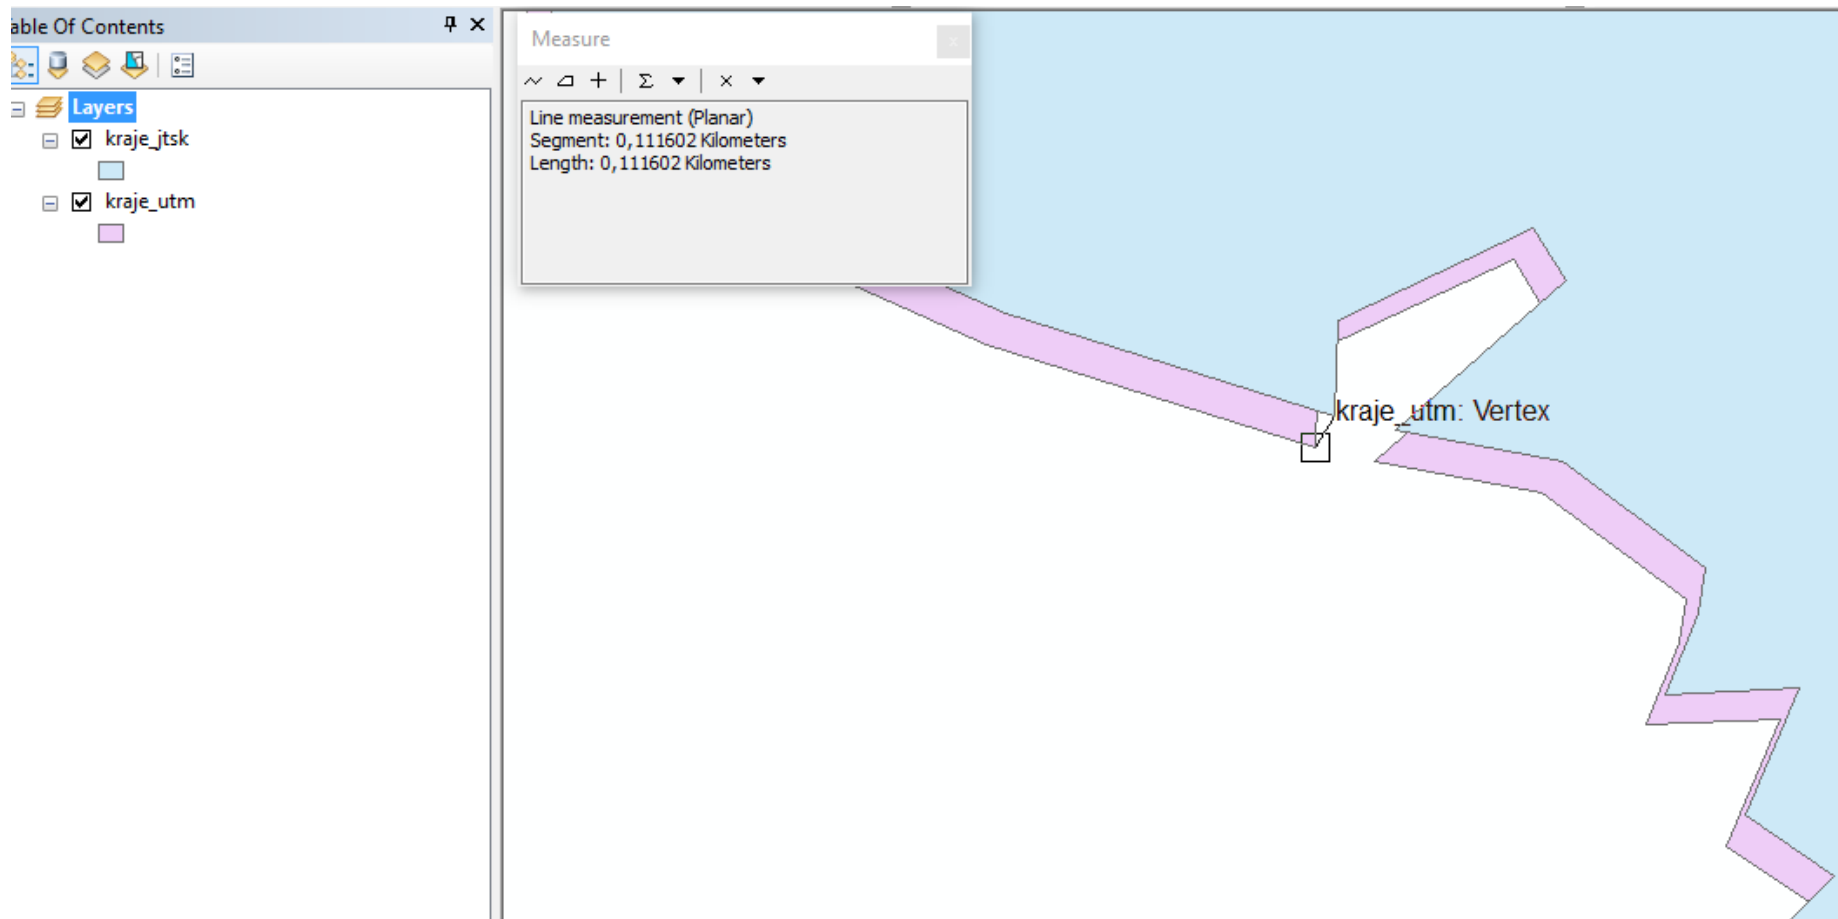 able Of Contents
Layers
kraje_jtsk
kraje_utm
Measure
Line measurement (Planar)
Segment: 0,111602 Kilometers
Length: 0,111602 Kilometers
kraje_utm: Vertex